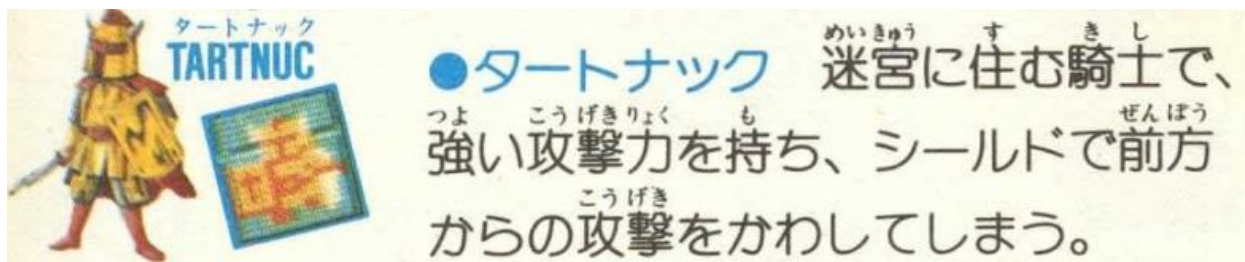 タートナック
TARTNUC
●タートナック 迷宮に住む騎士で、
強い攻撃力を持ち、シールドで前方
からの攻撃をかわしてしまう。